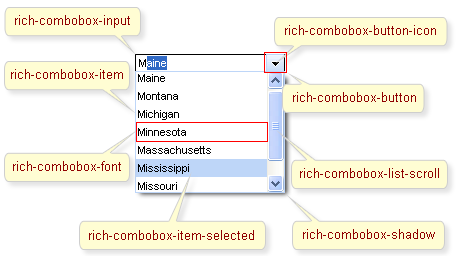 rich-combobox-input
rich-combobox-button-icon
Maine
rich-combobox-item
Maine
Montana
rich-combobox-button
Michigan
Minnesota
Massachusetts
rich-combobox-font
Mississippi
rich-combobox-list-scroll
Missouri
rich-combobox-item-selected
rich-combobox-shadow